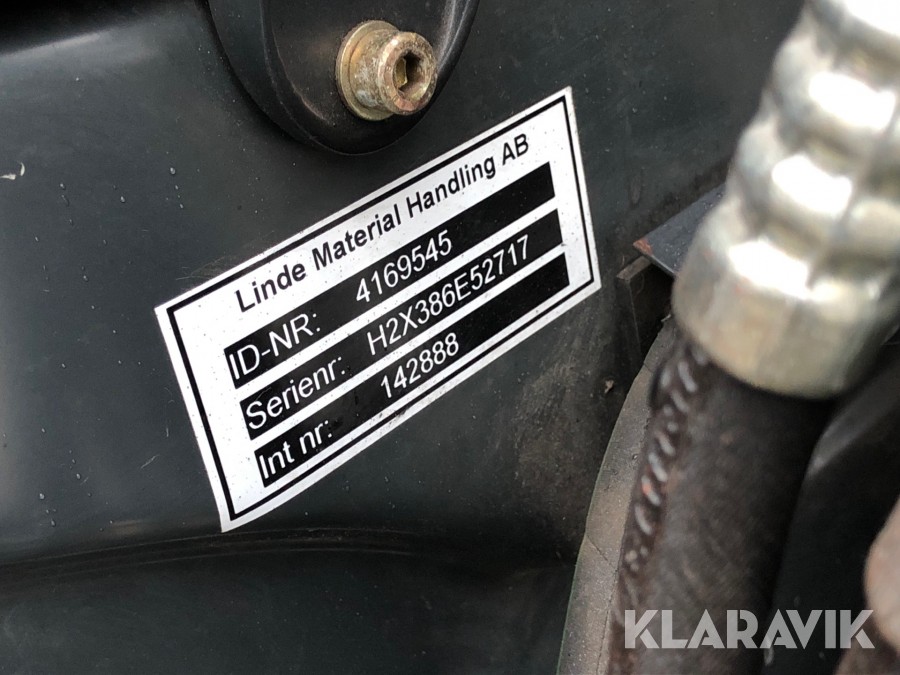 Linde Material Handling AB
ID-NR: 4169545
Serienr: H2X386E52717
Int nr: 142888
KLARAVIK